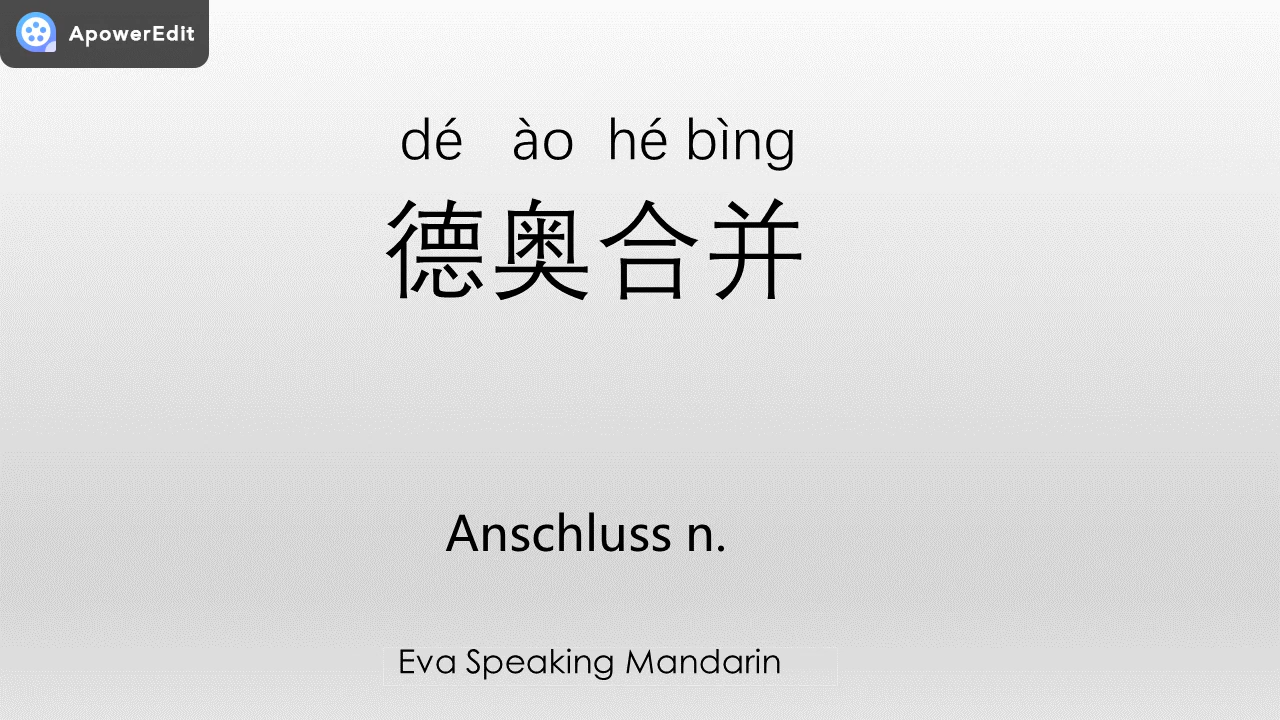 ApowerEdit
dé ào hé bìng
德奥合并
Anschluss n.
Eva Speaking Mandarin